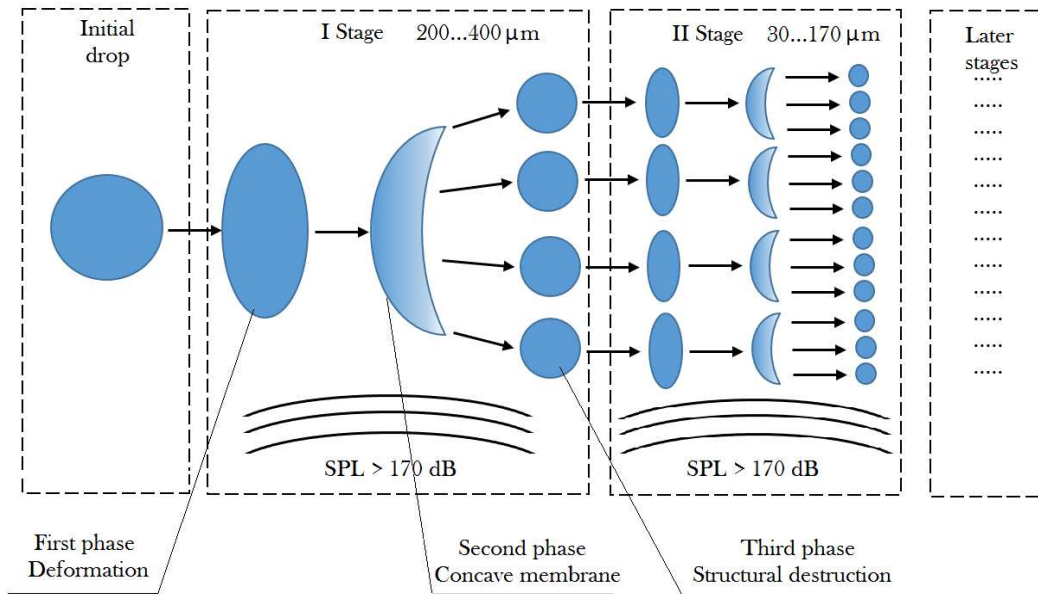 Initial
drop
I Stage 200...400 μm
II Stage 30...170 μm
Later
stages
.....
.....
.....
.....
.....
.....
.....
.....
.....
.....
.....
.....
SPL > 170 dB
SPL > 170 dB
First phase
Deformation
Second phase
Concave membrane
Third phase
Structural destruction